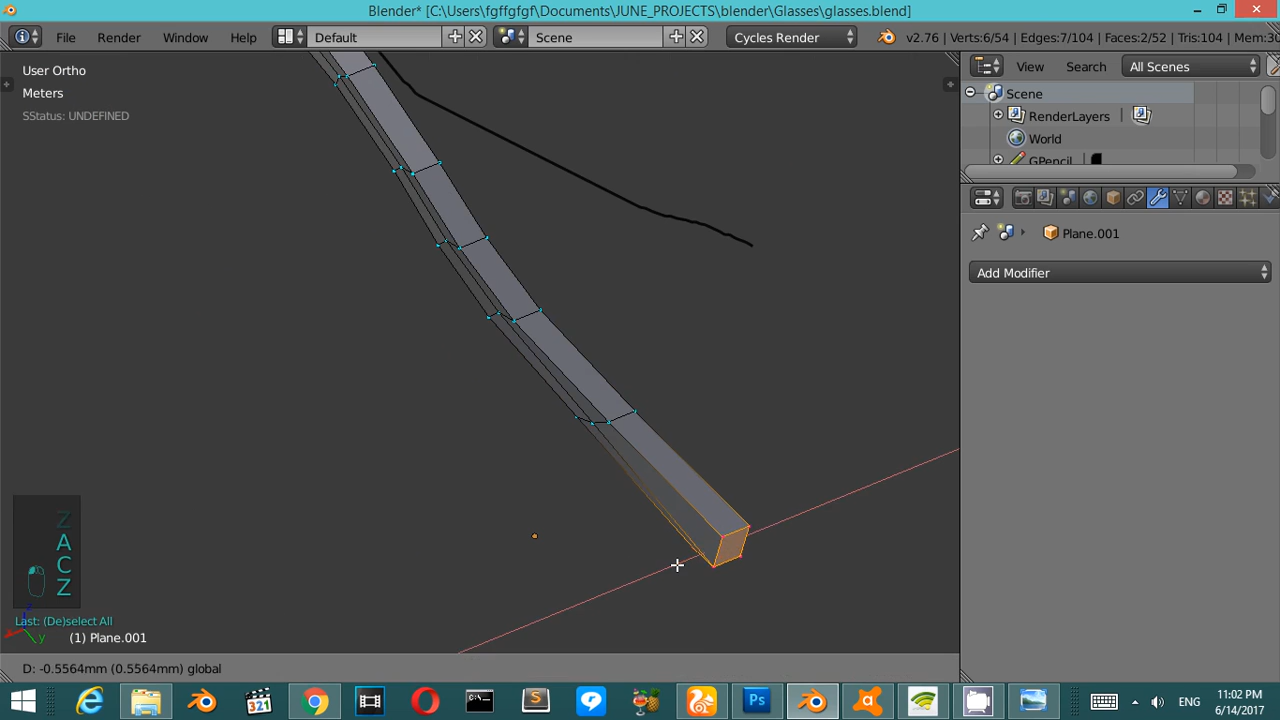 Blender* [C:\Users\fgffgfgf\Documents\JUNE_PROJECTS\blender\Glasses\glasses.blend]
File Render Window Help Default Scene Cycles Render v2.76 | Verts:6/54 | Edges:7/104 | Faces:2/52 | Tris:104 |
User Ortho
Meters
SStatus: UNDEFINED
View Search All Scenes
Scene
RenderLayers
World
GPencil
Plane.001
Add Modifier
Z
A
C
Z
Last: (De)select All
(1) Plane.001
D: -0.5564mm (0.5564mm) global
321
ENG
11:02 PM
6/14/2017